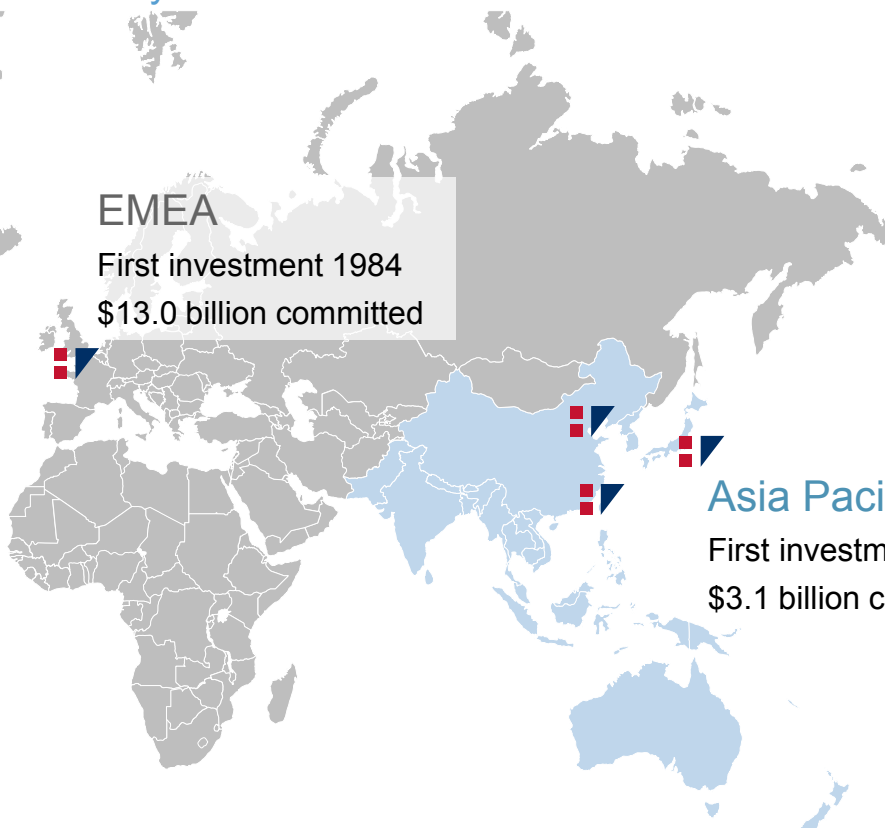 EMEA
First investment 1984
$13.0 billion committed
Asia Paci
First investm
$3.1 billion c